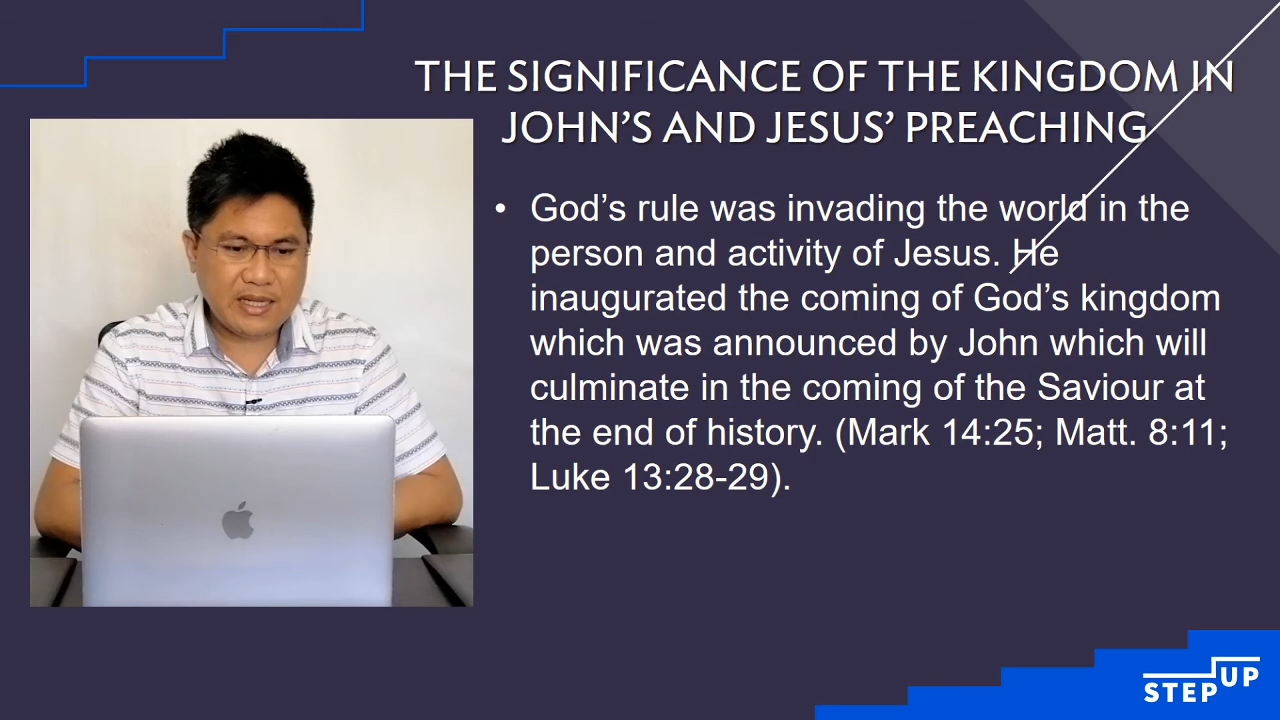 THE SIGNIFICANCE OF THE KINGDOM IN
JOHN'S AND JESUS' PREACHING
• God's rule was invading the world in the
person and activity of Jesus. He
inaugurated the coming of God's kingdom
which was announced by John which will
culminate in the coming of the Saviour at
the end of history. (Mark 14:25; Matt. 8:11;
Luke 13:28-29).
STEP UP